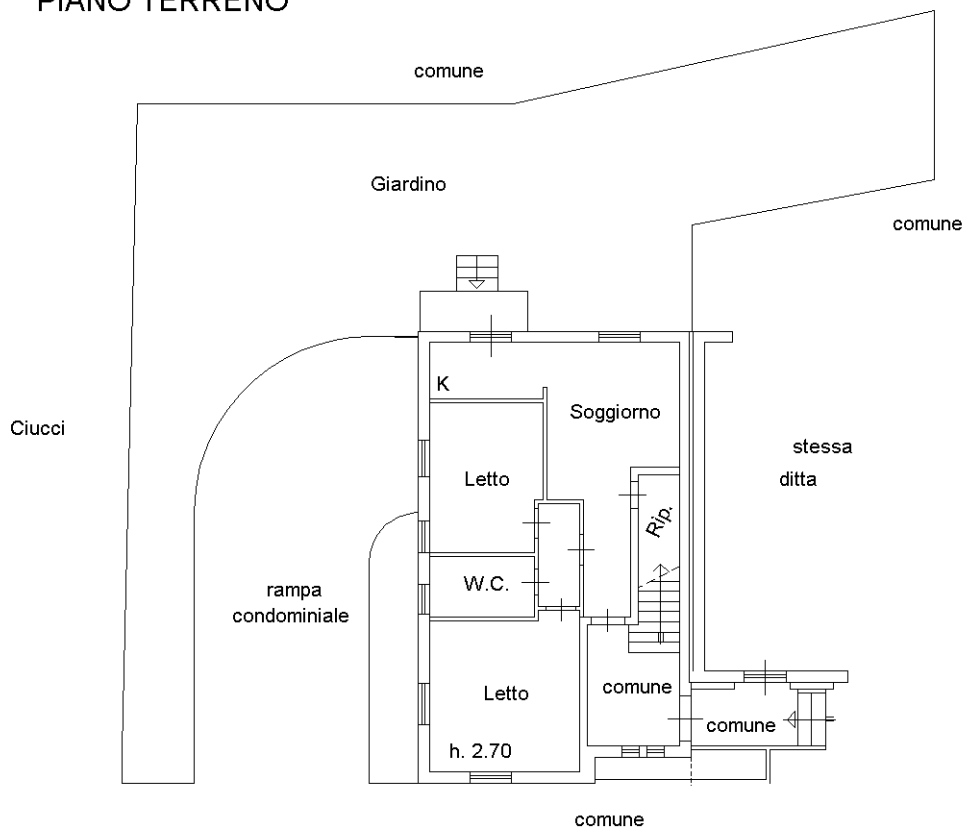 PIANO TERRENO
comune
Giardino
comune
K
Soggiorno
Ciucci
stessa
ditta
Letto
Rip.
W.C.
rampa
condominiale
Letto
comune
comune
h. 2.70
comune